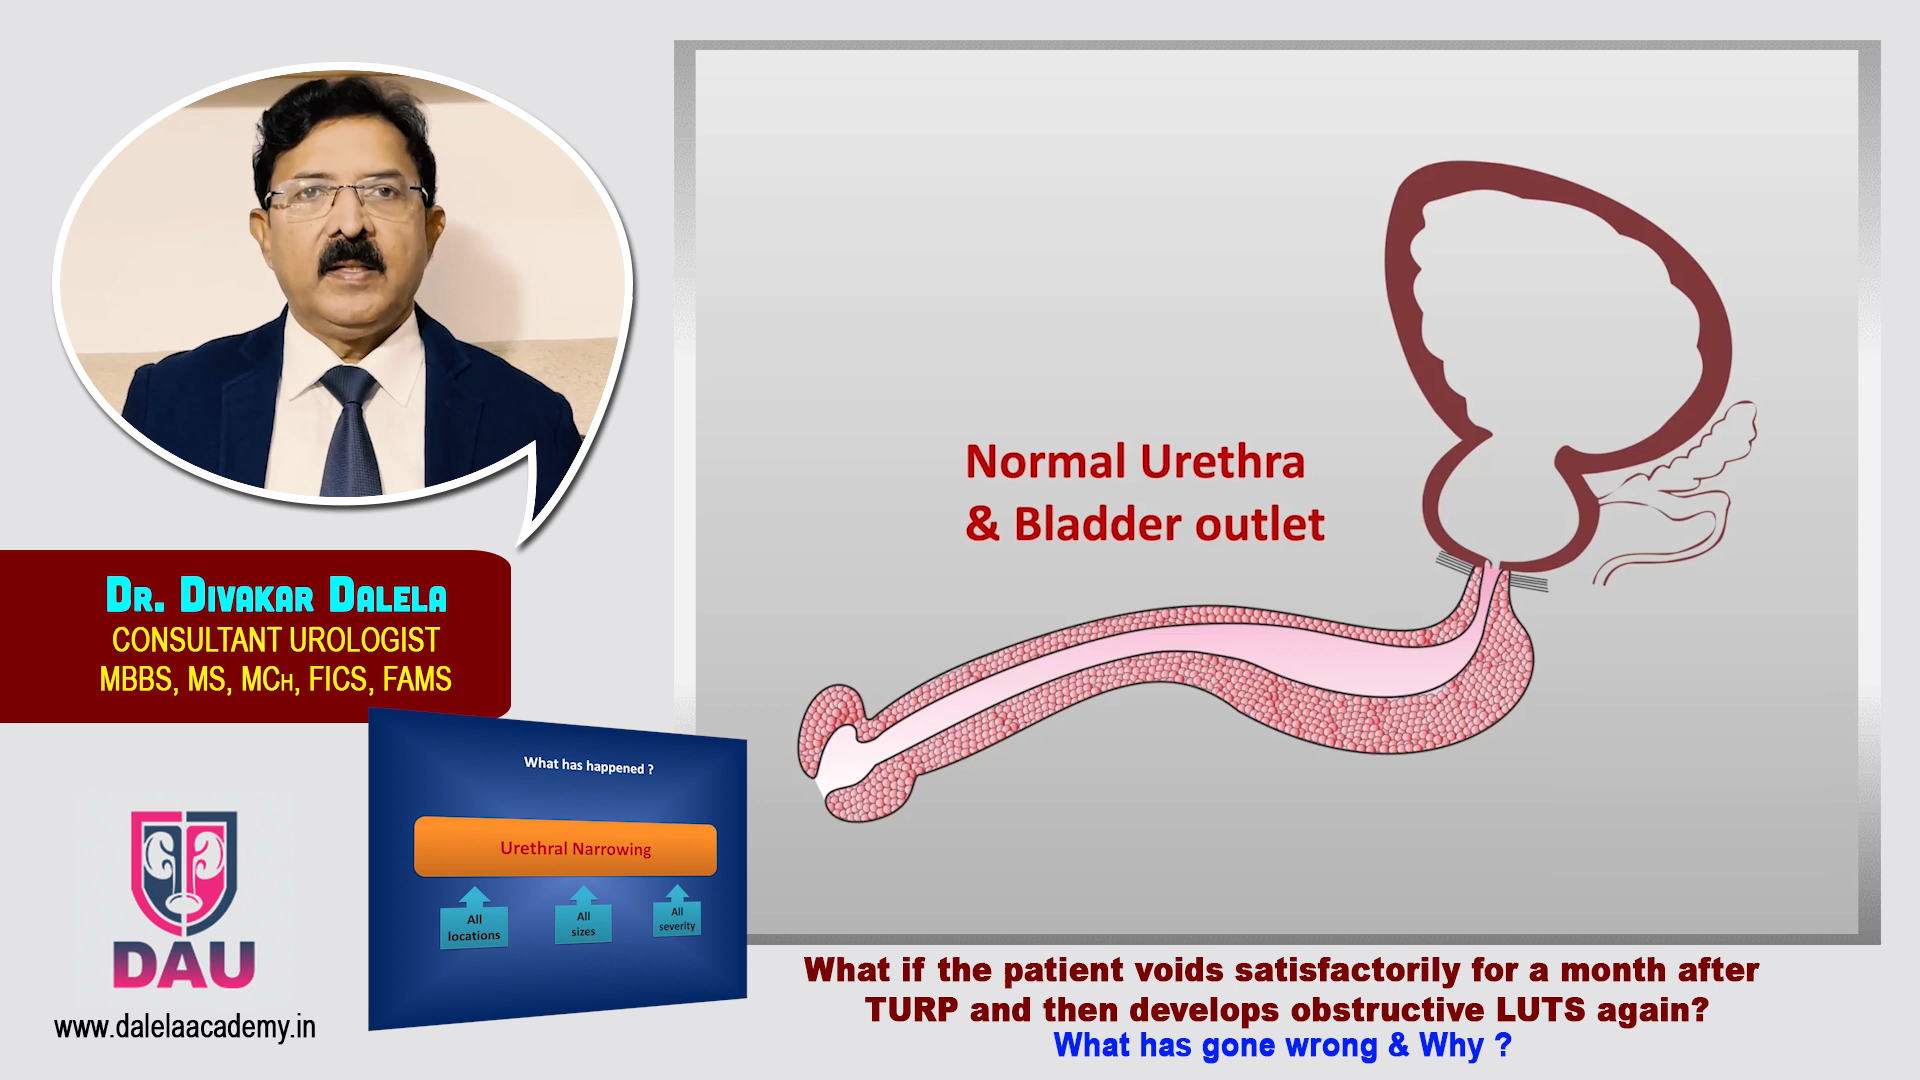 Normal Urethra
& Bladder outlet
Dr. Divakar Dalela
CONSULTANT UROLOGIST
MBBS, MS, MCH, FICS, FAMS
What has happened ?
Urethral Narrowing
All
locations
All
sizes
All
severity
DAU
www.dalelaacademy.in
What if the patient voids satisfactorily for a month after
TURP and then develops obstructive LUTS again?
What has gone wrong & Why ?